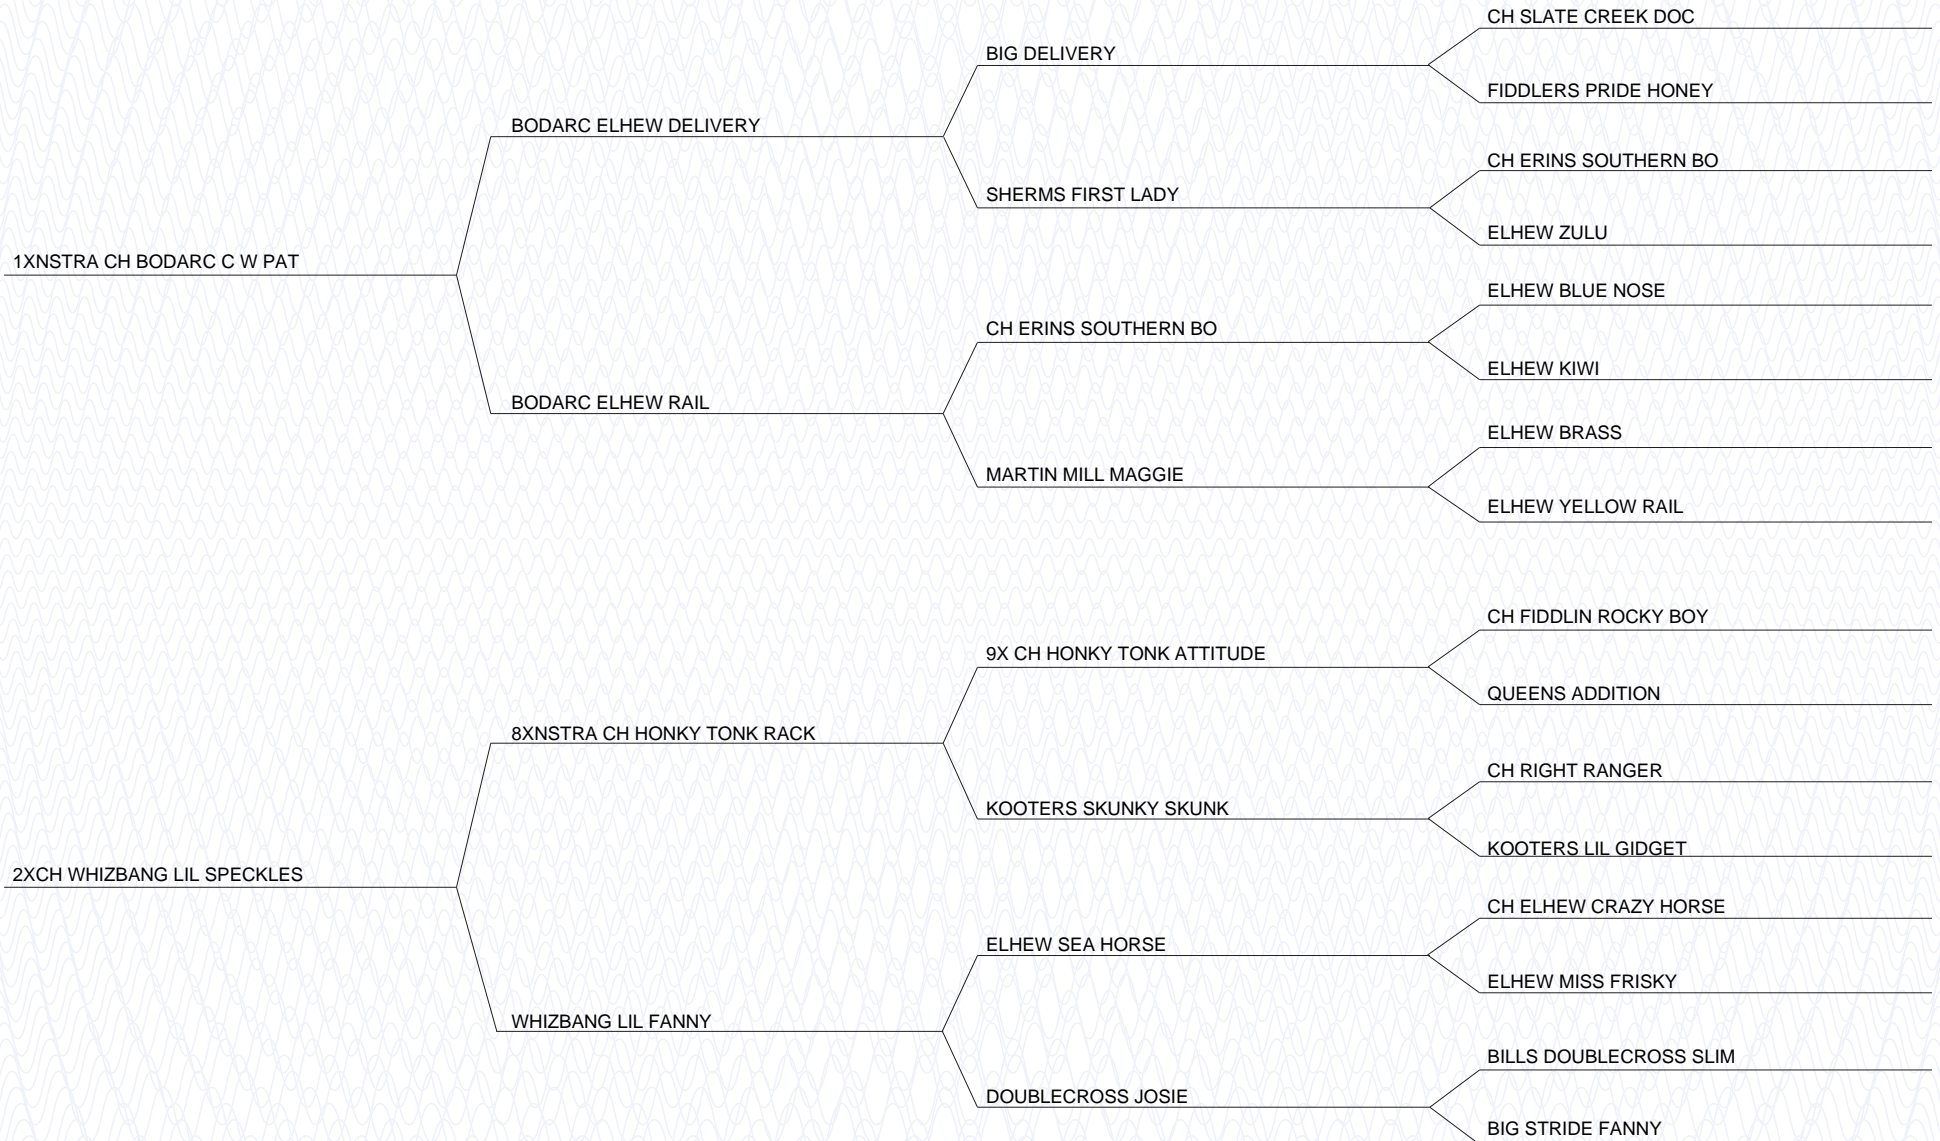 CH SLATE CREEK DOC
BIG DELIVERY
FIDDLERS PRIDE HONEY
BODARC ELHEW DELIVERY
CH ERINS SOUTHERN BO
SHERMS FIRST LADY
ELHEW ZULU
1XNSTRA CH BODARC C W PAT
ELHEW BLUE NOSE
CH ERINS SOUTHERN BO
ELHEW KIWI
BODARC ELHEW RAIL
ELHEW BRASS
MARTIN MILL MAGGIE
ELHEW YELLOW RAIL
CH FIDDLIN ROCKY BOY
9X CH HONKY TONK ATTITUDE
QUEENS ADDITION
8XNSTRA CH HONKY TONK RACK
CH RIGHT RANGER
KOOTERS SKUNKY SKUNK
KOOTERS LIL GIDGET
2XCH WHIZBANG LIL SPECKLES
CH ELHEW CRAZY HORSE
ELHEW SEA HORSE
ELHEW MISS FRISKY
WHIZBANG LIL FANNY
BILLS DOUBLECROSS SLIM
DOUBLECROSS JOSIE
BIG STRIDE FANNY